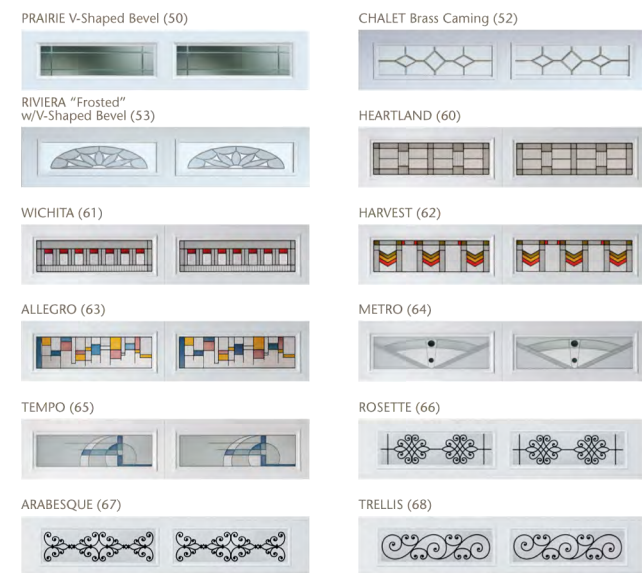 PRAIRIE V-Shaped Bevel (50)
CHALET Brass Caming (52)
RIVIERA "Frosted"
w/V-Shaped Bevel (53)
HEARTLAND (60)
WICHITA (61)
HARVEST (62)
ALLEGRO (63)
METRO (64)
TEMPO (65)
ROSETTE (66)
ARABESQUE (67)
TRELLIS (68)